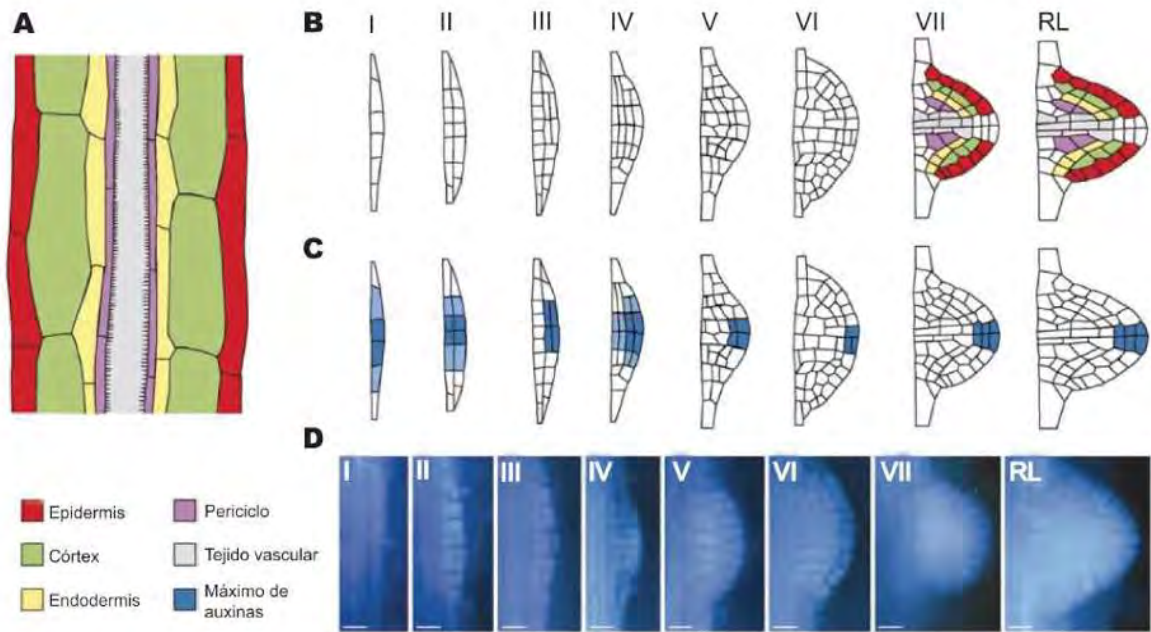 A
B
I II III IV V VI VII RL
C
D
I II III IV V VI VII RL
Epidermis
Córtex
Endodermis
Periciclo
Tejido vascular
Máximo de
auxinas